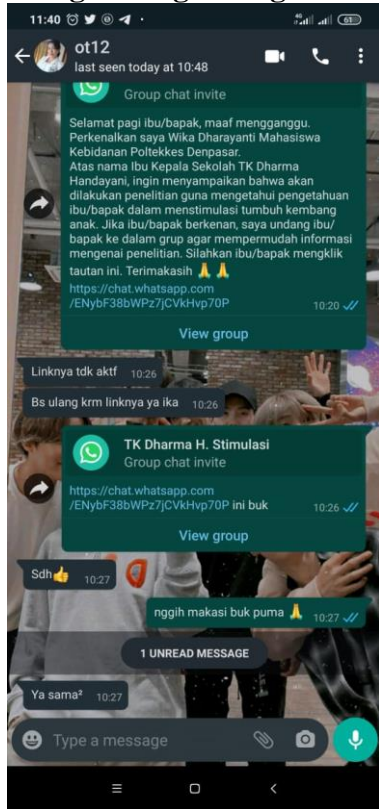 11:40
4G
61
ot12
last seen today at 10:48
Group chat invite
Selamat pagi ibu/bapak, maaf mengganggu.
Perkenalkan saya Wika Dharayanti Mahasiswa
Kebidanan Poltekkes Denpasar.
Atas nama Ibu Kepala Sekolah TK Dharma
Handayani, ingin menyampaikan bahwa akan
dilakukan penelitian guna mengetahui pengetahuan
ibu/bapak dalam menstimulasi tumbuh kembang
anak. Jika ibu/bapak berkenan, saya undang ibu/
bapak ke dalam grup agar mempermudah informasi
mengenai penelitian. Silahkan ibu/bapak mengklik
tautan ini. Terimakasih 🙏 🙏
https://chat.whatsapp.com
/ENybF38bWPz7jCVkHvp70P
10:20
View group
Linknya tdk aktf 10:26
Bs ulang krm linknya ya ika 10:26
TK Dharma H. Stimulasi
Group chat invite
https://chat.whatsapp.com
/ENybF38bWPz7jCVkHvp70P ini buk
10:26
View group
Sdh👍 10:27
nggih makasi buk puma 🙏 10:27
1 UNREAD MESSAGE
Ya sama² 10:27
Type a message